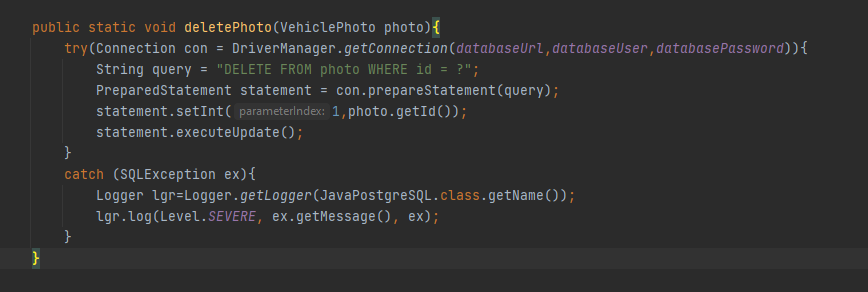 public static void deletePhoto(VehiclePhoto photo){
try(Connection con = DriverManager.getConnection(databaseUrl,databaseUser,databasePassword)){
String query = "DELETE FROM photo WHERE id = ?";
PreparedStatement statement = con.prepareStatement(query);
statement.setInt( parameterIndex: 1,photo.getId());
statement.executeUpdate();
}
catch (SQLException ex){
Logger lgr=Logger.getLogger(JavaPostgreSQL.class.getName());
lgr.log(Level.SEVERE, ex.getMessage(), ex);
}
}